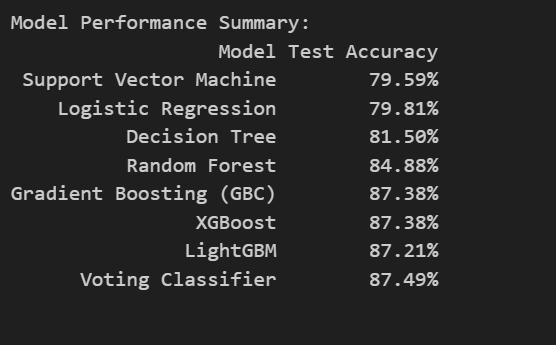 Model Performance Summary:
Model Test Accuracy
Support Vector Machine 79.59%
Logistic Regression 79.81%
Decision Tree 81.50%
Random Forest 84.88%
Gradient Boosting (GBC) 87.38%
XGBoost 87.38%
LightGBM 87.21%
Voting Classifier 87.49%